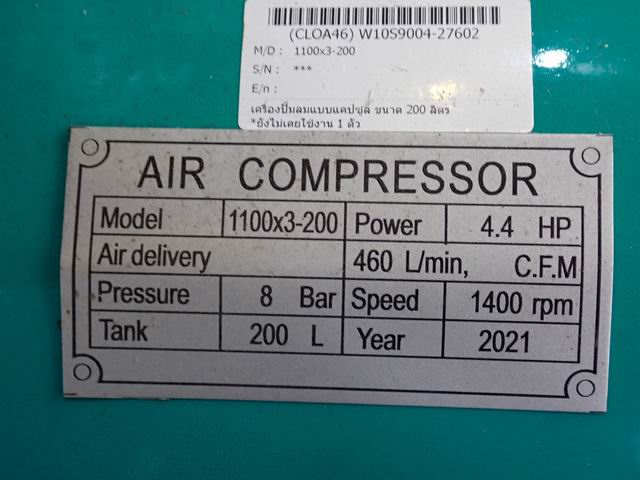 (CLOA46) W10S9004-27602
M/D : 1100x3-200
S/N : ***
E/n :
เครื่องปั๊มลมแบบแคปซูล ขนาด 200 ลิตร
*ยังไม่เคยใช้งาน 1 ตัว
AIR COMPRESSOR
Model 1100x3-200 Power 4.4 HP
Air delivery 460 L/min, C.F.M
Pressure 8 Bar Speed 1400 rpm
Tank 200 L Year 2021